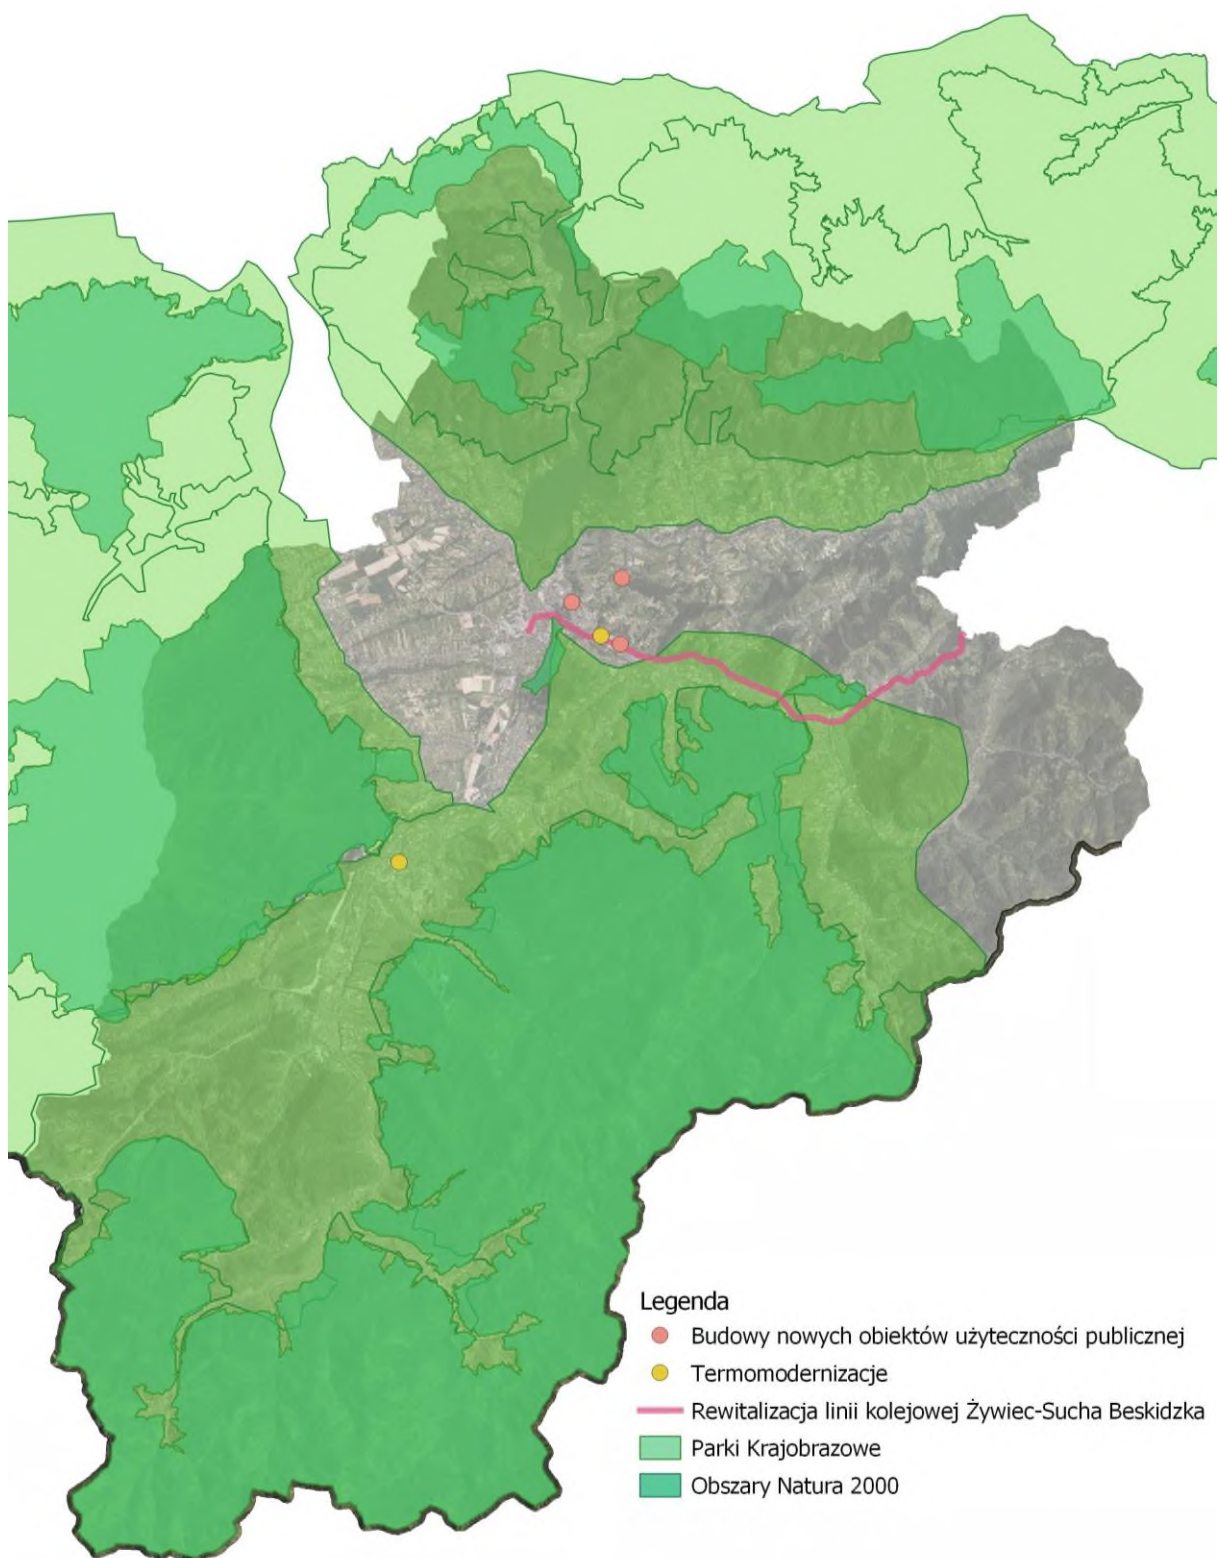 Legenda
Budowy nowych obiektów użyteczności publicznej
Termomodernizacje
Rewitalizacja linii kolejowej Żywiec-Sucha Beskidzka
Parki Krajobrazowe
Obszary Natura 2000